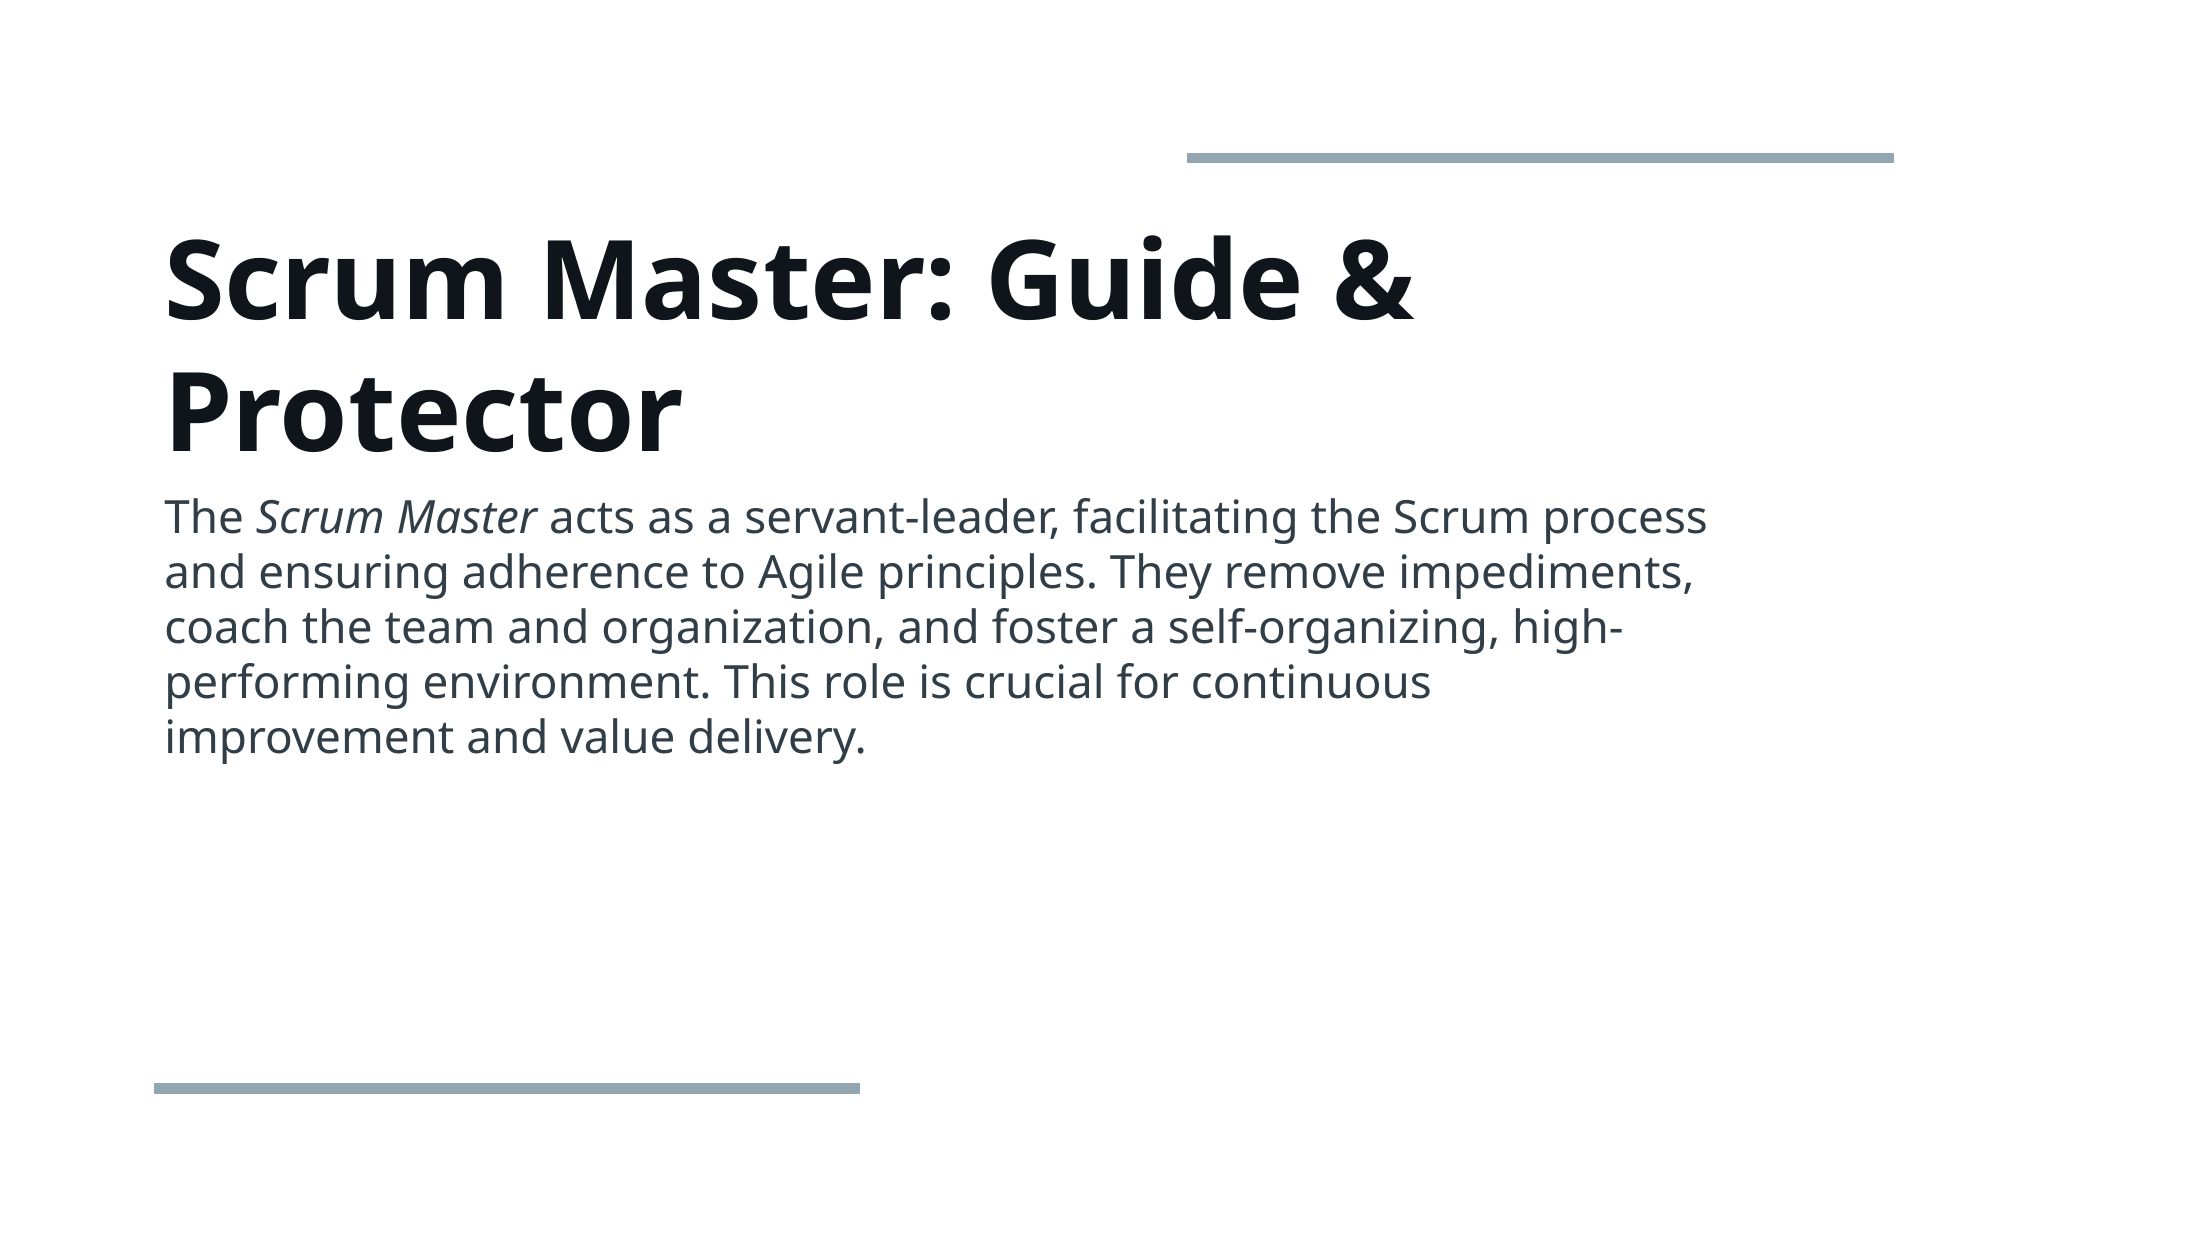 Scrum Master: Guide &
Protector
The Scrum Master acts as a servant-leader, facilitating the Scrum process
and ensuring adherence to Agile principles. They remove impediments,
coach the team and organization, and foster a self-organizing, high-
performing environment. This role is crucial for continuous
improvement and value delivery.